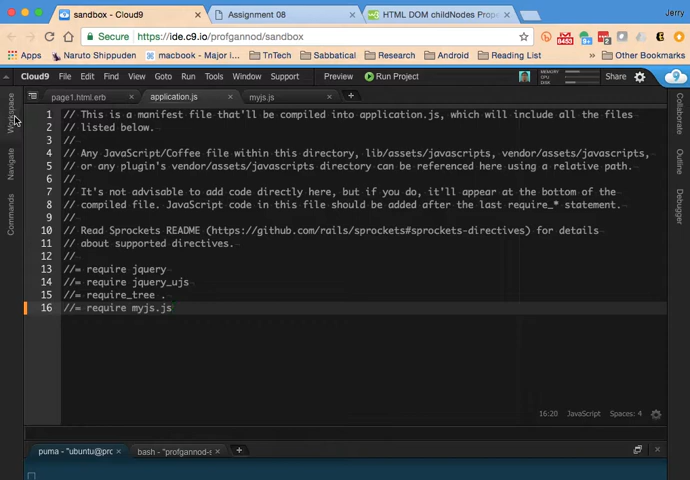 sandbox - Cloud9
Assignment 08
HTML DOM childNodes Prope
Jerry
Secure
https://ide.c9.io/profgannod/sandbox
Apps
Naruto Shippuden
macbook - Major I...
TnTech
Sabbatical
Research
Android
Reading List
Other Bookmarks
Cloud9
File
Edit
Find
View
Goto
Run
Tools
Window
Support
Preview
Run Project
MEMORY
CPU
DISK
Share
page1.html.erb
application.js
myjs.js
Workspace
Navigate
Commands
Collaborate
Outline
Debugger
1 // This is a manifest file that'll be compiled into application.js, which will include all the files
2 // listed below.
3 //
4 // Any JavaScript/Coffee file within this directory, lib/assets/javascripts, vendor/assets/javascripts,
5 // or any plugin's vendor/assets/javascripts directory can be referenced here using a relative path.
6 //
7 // It's not advisable to add code directly here, but if you do, it'll appear at the bottom of the
8 // compiled file. JavaScript code in this file should be added after the last require_* statement.
9 //
10 // Read Sprockets README (https://github.com/rails/sprockets#sprockets-directives) for details
11 // about supported directives.
12 //
13 //= require jquery
14 //= require jquery_ujs
15 //= require_tree .
16 //= require myjs.js
16:20
JavaScript
Spaces: 4
puma - "ubuntu@pro
bash - "profgannod-s